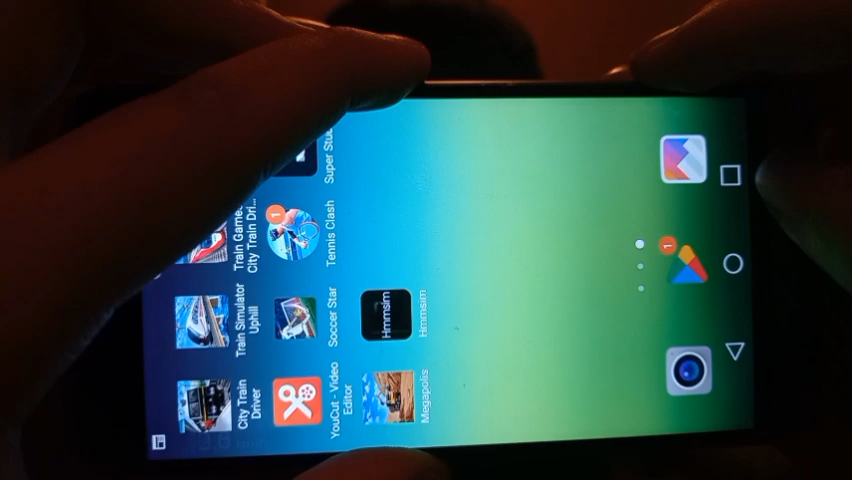 City Train
Driver
Train Simulator
Uphill
Train Game
City Train Dri...
YouCut - Video
Editor
Soccer Star
Tennis Clash
1
Super
Megapolis
Hmmsim
Hmmsim
1